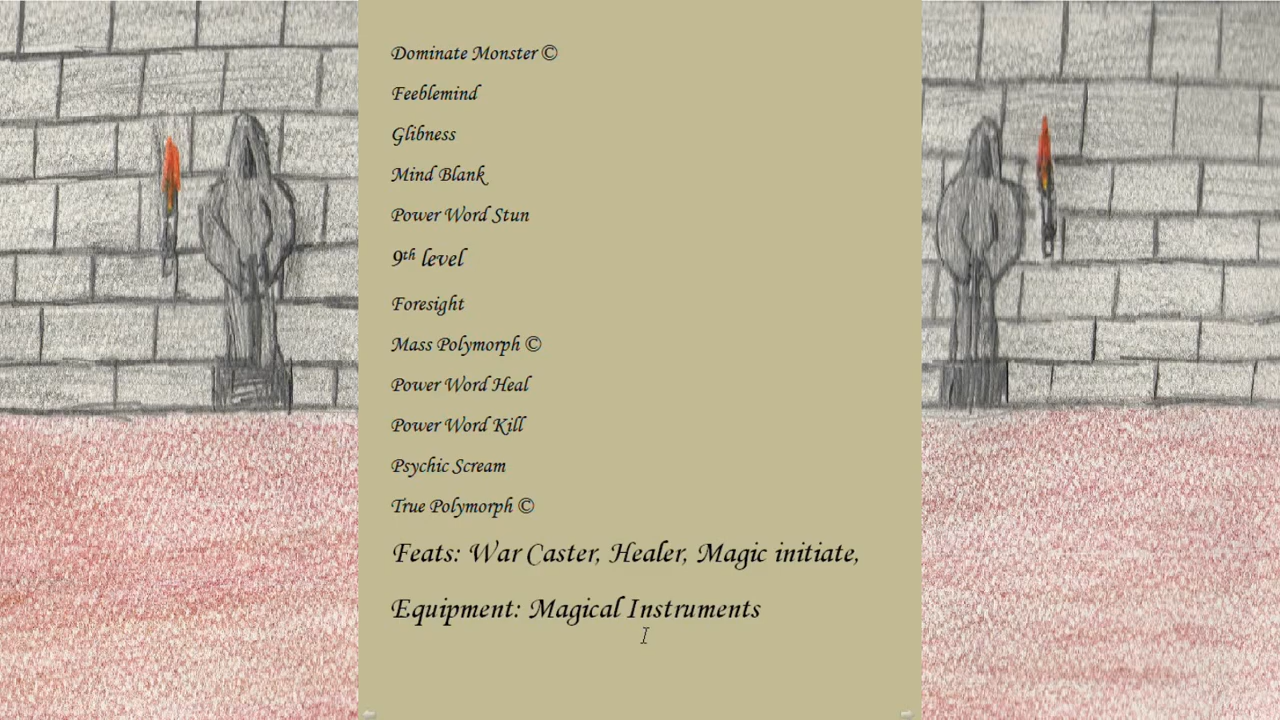 Dominate Monster ©
Feeblemind
Glibness
Mind Blank
Power Word Stun
9th level
Foresight
Mass Polymorph ©
Power Word Heal
Power Word Kill
Psychic Scream
True Polymorph ©
Feats: War Caster, Healer, Magic initiate,
Equipment: Magical Instruments